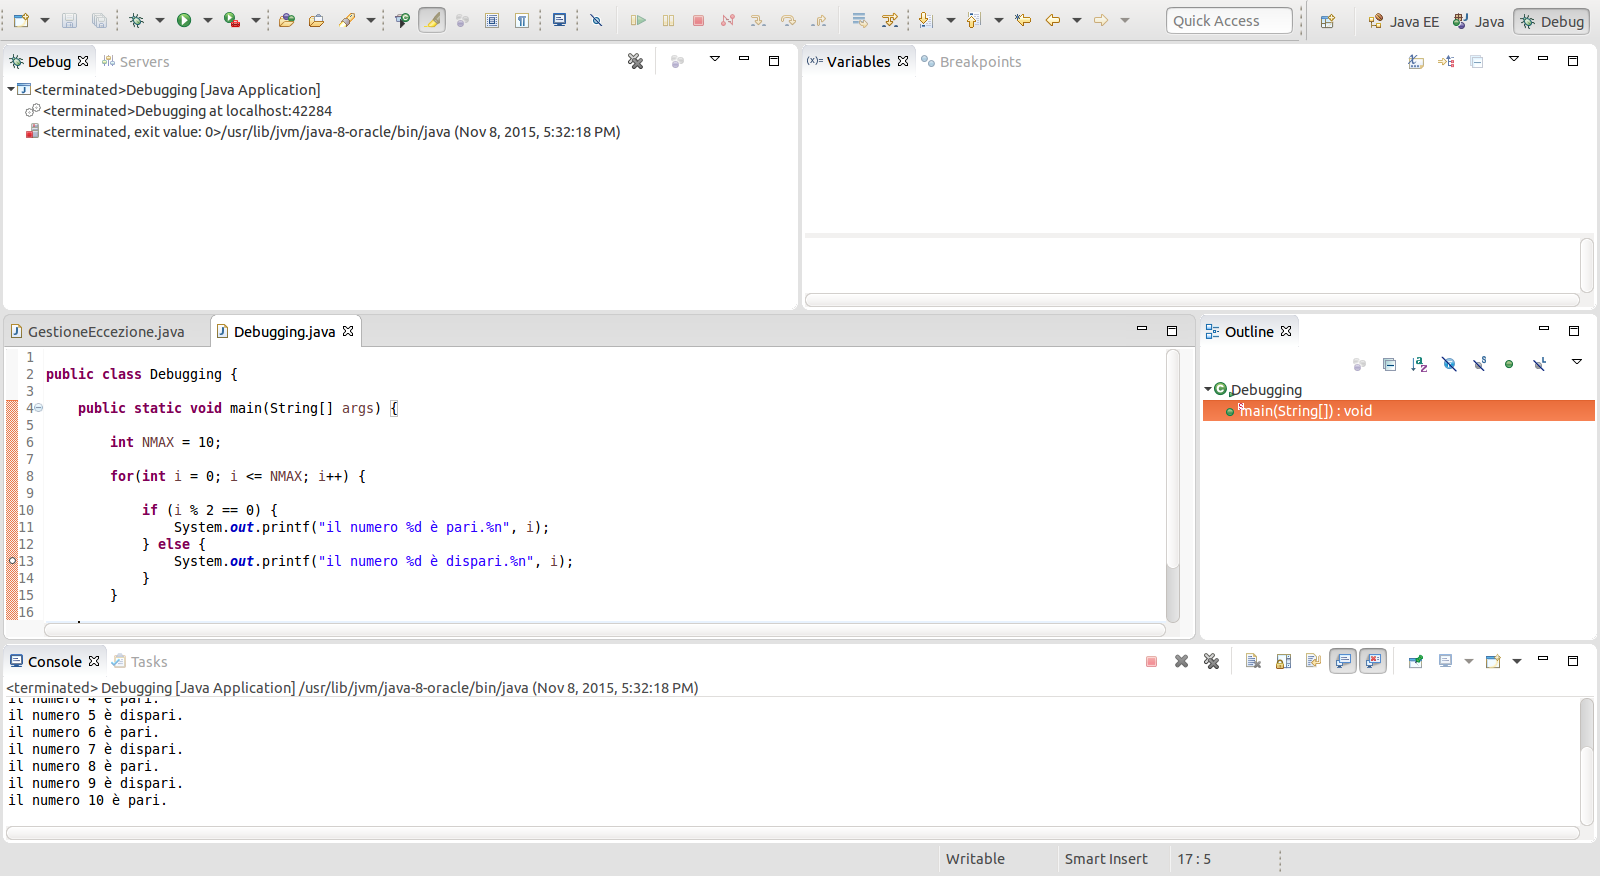 Quick Access
Java EE
Java
Debug
Debug
Servers
<terminated>Debugging [Java Application]
<terminated>Debugging at localhost:42284
<terminated, exit value: 0>/usr/lib/jvm/java-8-oracle/bin/java (Nov 8, 2015, 5:32:18 PM)
(x)= Variables
Breakpoints
GestioneEccezione.java
Debugging.java
1
2 public class Debugging {
3
4 public static void main(String[] args) {
5
6 int NMAX = 10;
7
8 for(int i = 0; i <= NMAX; i++) {
9
10 if (i % 2 == 0) {
11 System.out.printf("il numero %d è pari.%n", i);
12 } else {
13 System.out.printf("il numero %d è dispari.%n", i);
14 }
15 }
16
Outline
Debugging
main(String[]) : void
Console
Tasks
<terminated> Debugging [Java Application] /usr/lib/jvm/java-8-oracle/bin/java (Nov 8, 2015, 5:32:18 PM)
il numero 4 è pari.
il numero 5 è dispari.
il numero 6 è pari.
il numero 7 è dispari.
il numero 8 è pari.
il numero 9 è dispari.
il numero 10 è pari.
Writable
Smart Insert
17 : 5